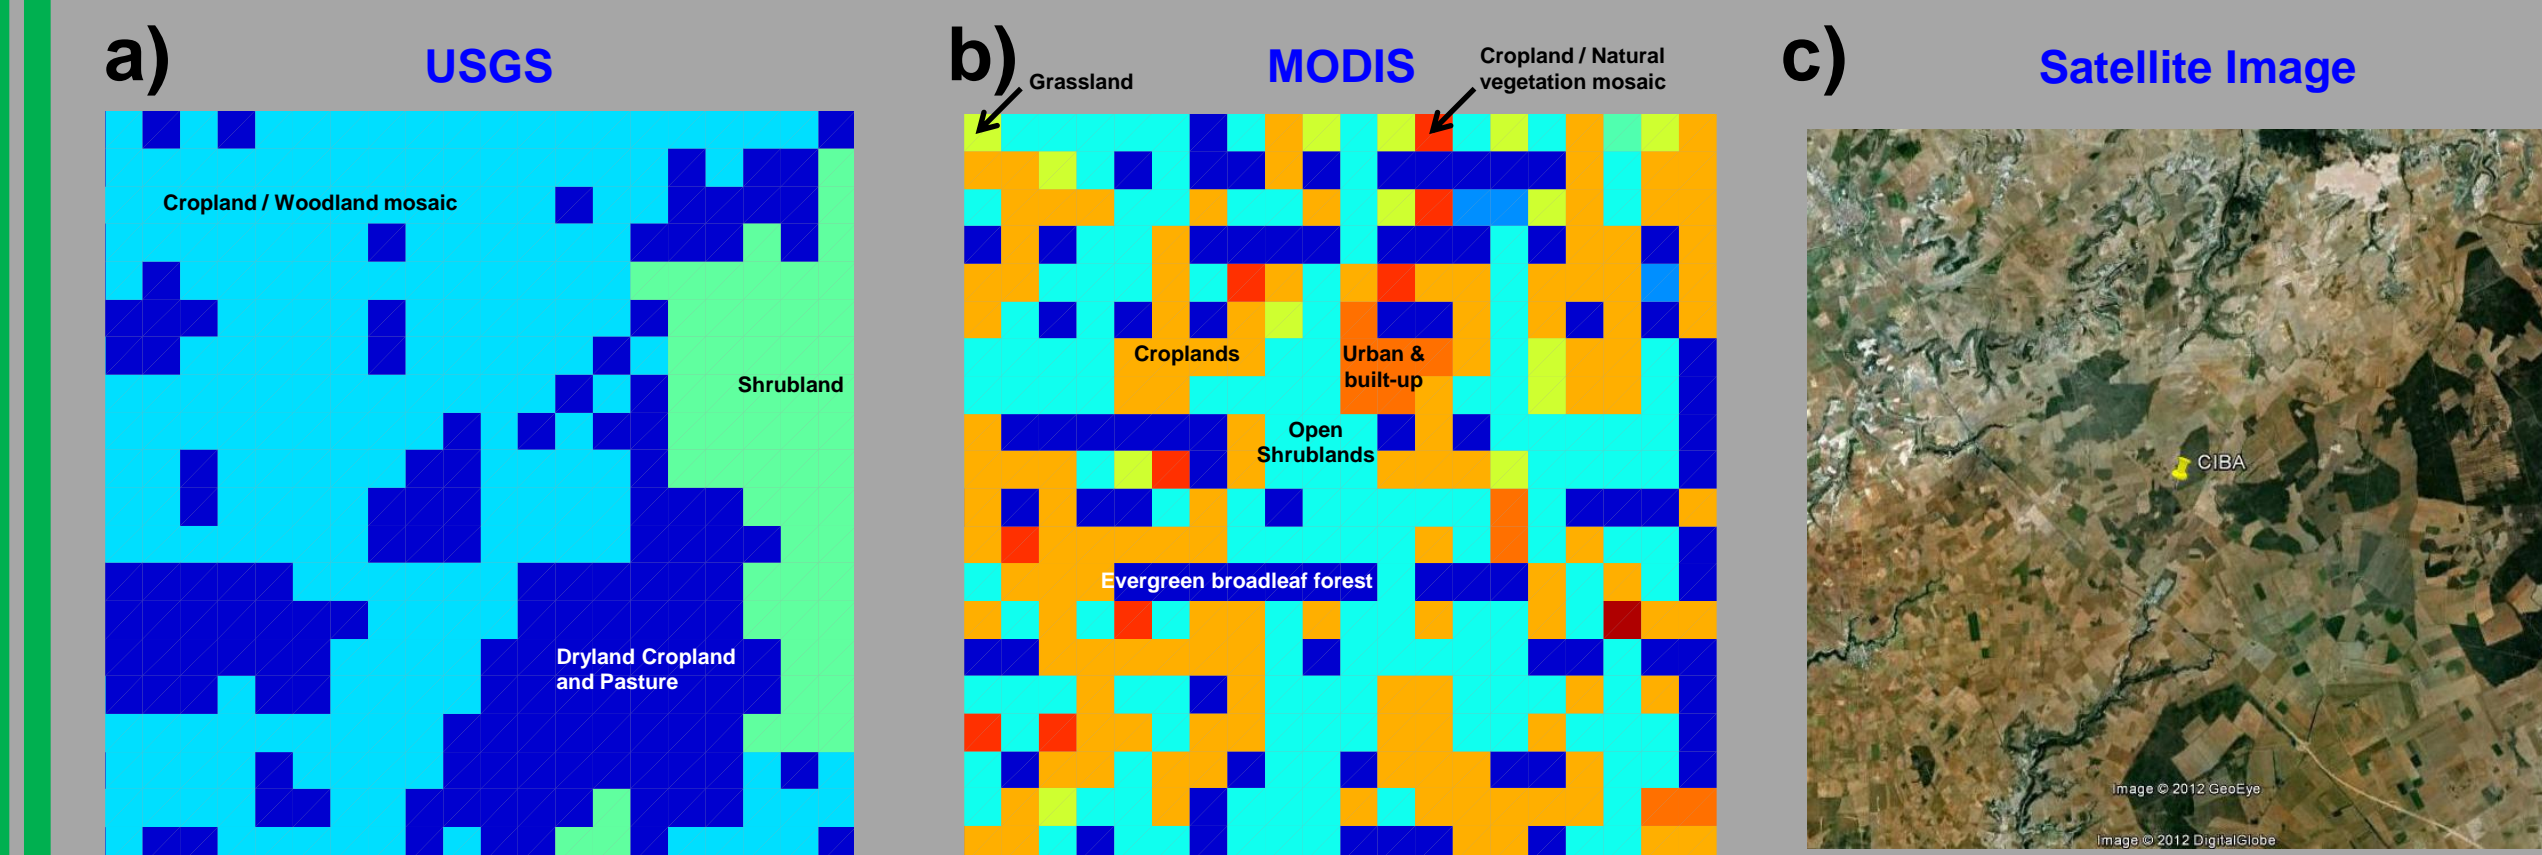 a)
USGS
b)
Grassland
MODIS
Cropland / Natural
vegetation mosaic
c)
Satellite Image
Cropland / Woodland mosaic
Shrubland
Dryland Cropland
and Pasture
Croplands
Urban &
built-up
Open
Shrublands
Evergreen broadleaf forest
CIBA
Image © 2012 GeoEye
Image © 2012 DigitalGlobe